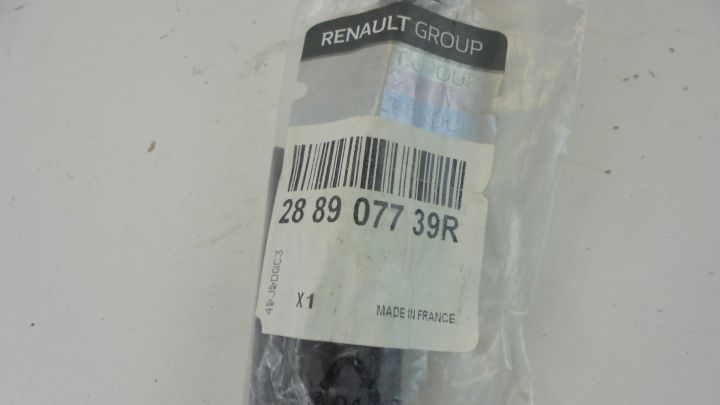 RENAULT GROUP
28 89 077 39R
X1
MADE IN FRANCE